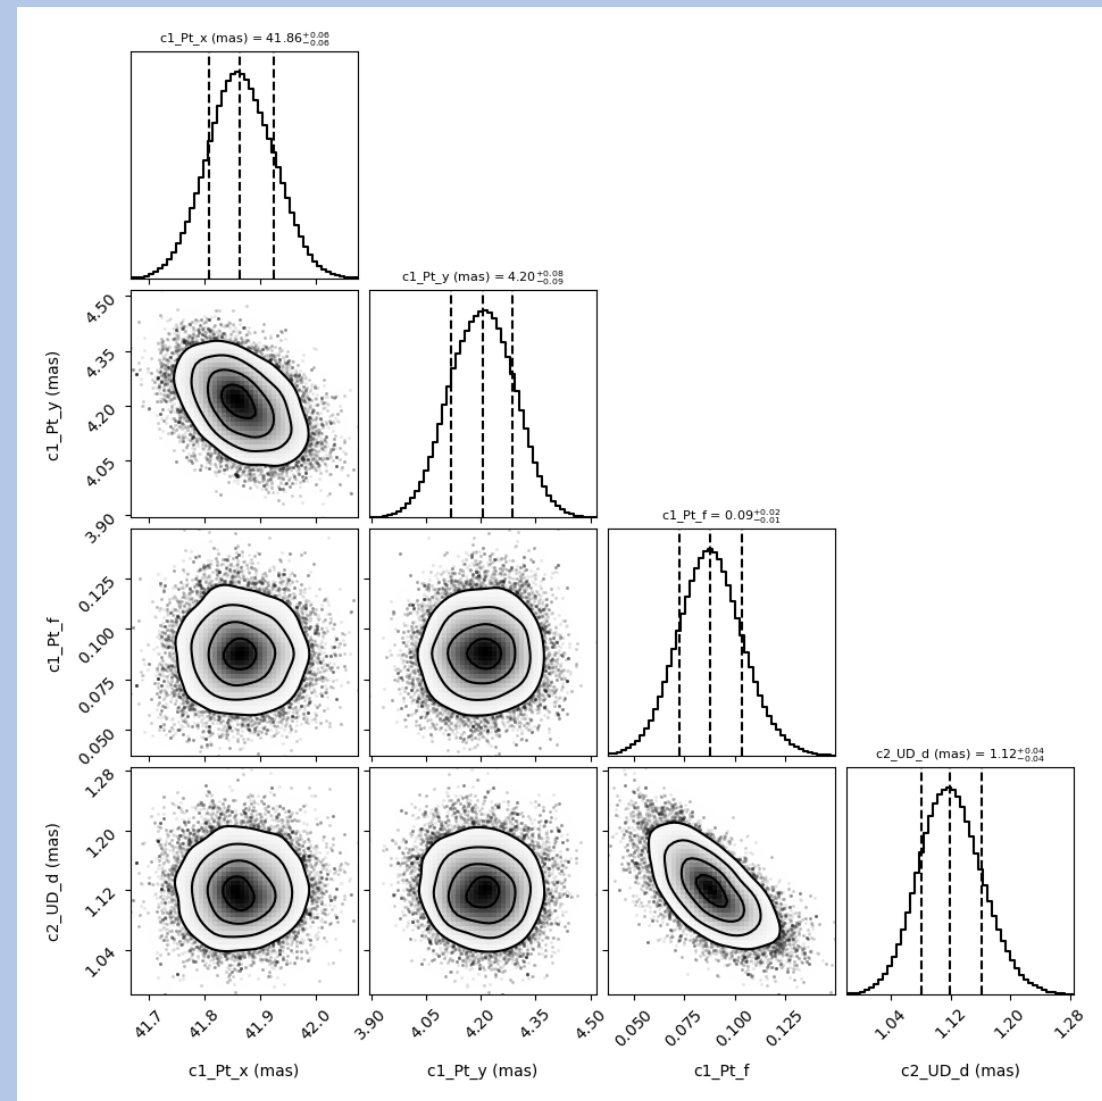 c1_Pt_x (mas) = 41.86+0.06−0.06
c1_Pt_y (mas) = 4.20+0.08−0.09
4.50
4.35
4.20
4.05
3.90
c1_Pt_y (mas)
c1_Pt_f = 0.09+0.02−0.01
0.125
0.100
0.075
0.050
c1_Pt_f
c2_UD_d (mas) = 1.12+0.04−0.04
1.28
1.20
1.12
1.04
c2_UD_d (mas)
41.7 41.8 41.9 42.0 3.90 4.05 4.20 4.35 4.50 0.050 0.075 0.100 0.125 1.04 1.12 1.20 1.28
c1_Pt_x (mas) c1_Pt_y (mas) c1_Pt_f c2_UD_d (mas)